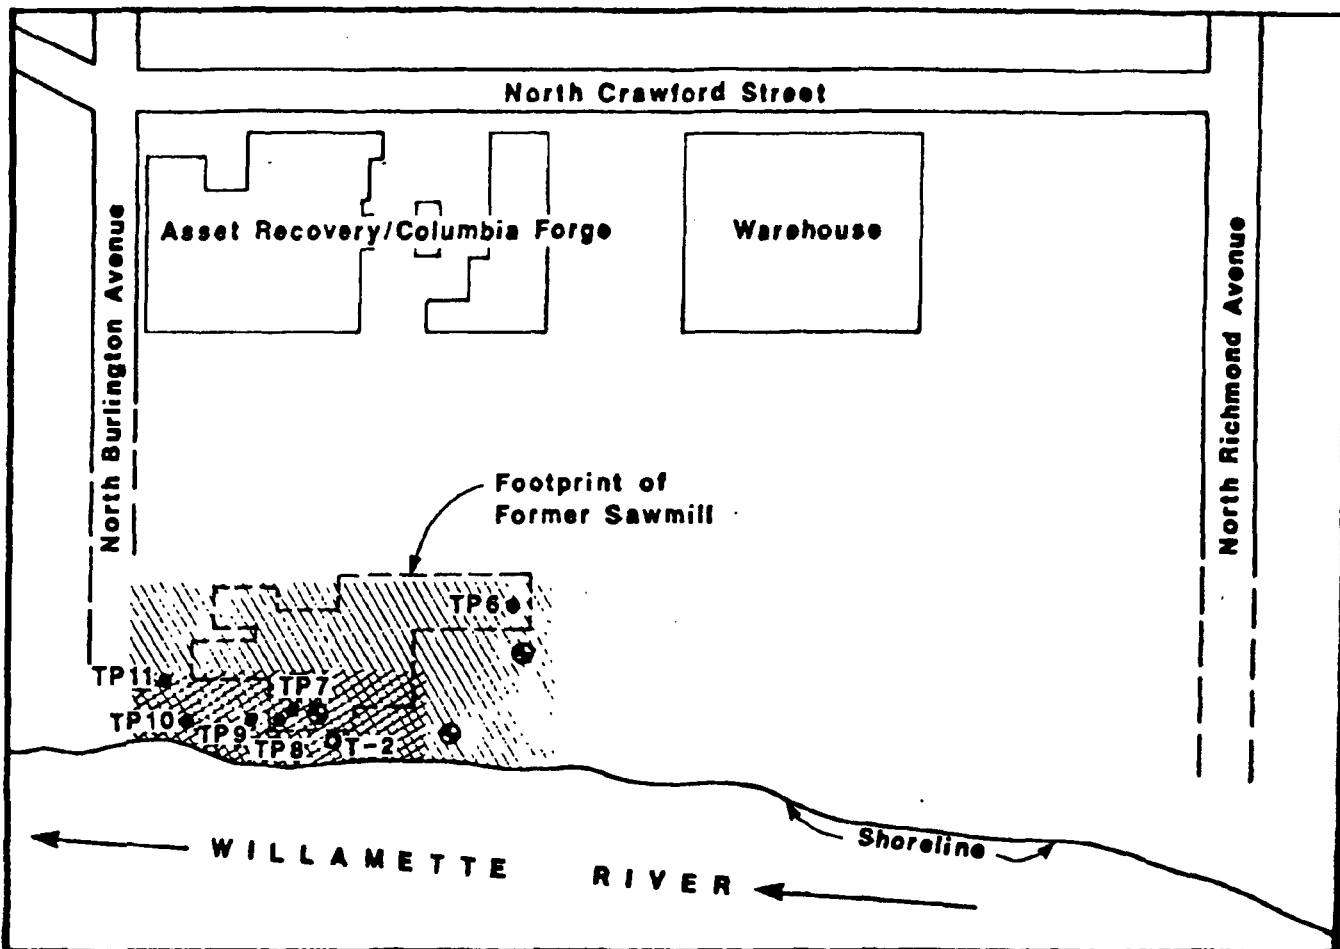 North Crawford Street
North Burlington Avenue
Asset Recovery/Columbia Forge
Warehouse
North Richmond Avenue
Footprint of
Former Sawmill
TP6
TP11
TP7
TP10
TP9
TP8
T-2
Shoreline
WILLAMETTE RIVER